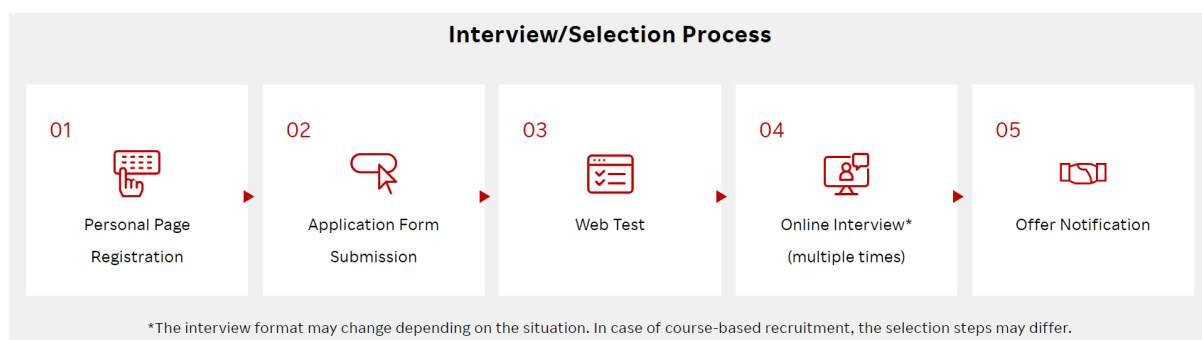 Interview/Selection Process
01
Personal Page
Registration
02
Application Form
Submission
03
Web Test
04
Online Interview*
(multiple times)
05
Offer Notification
*The interview format may change depending on the situation. In case of course-based recruitment, the selection steps may differ.